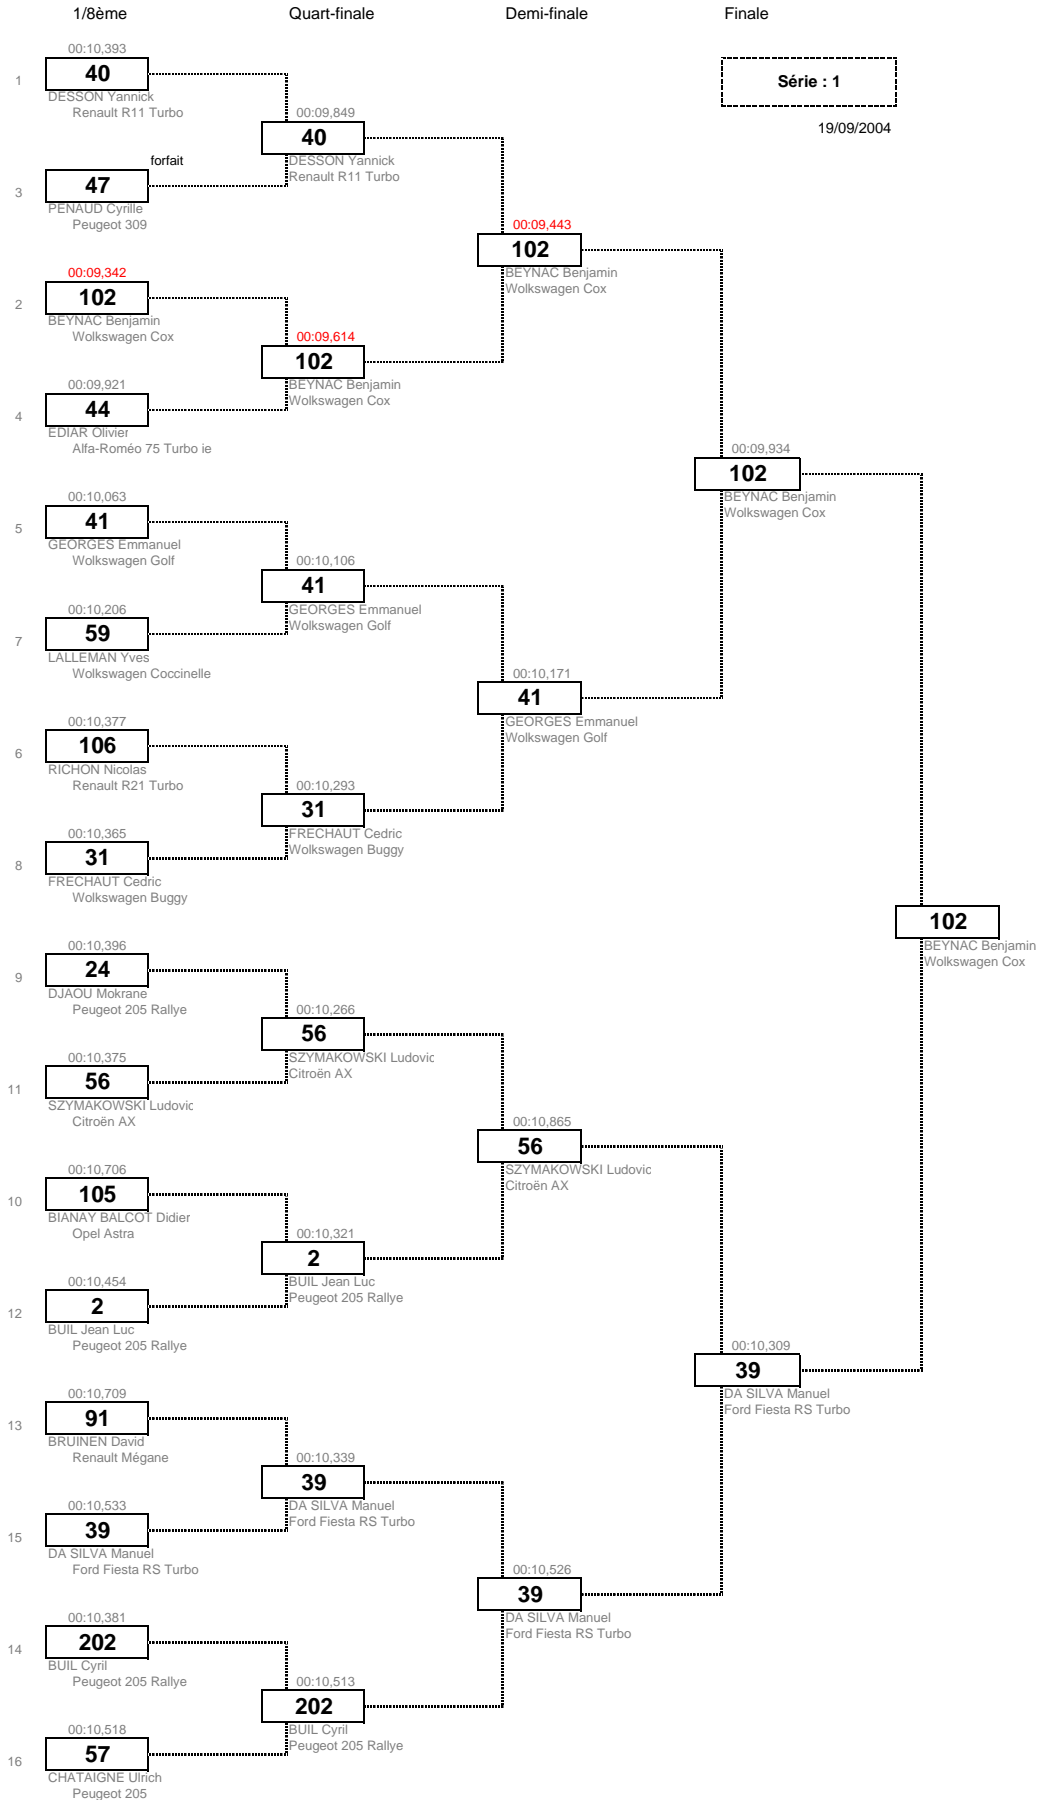 1/8ème
Quart-finale
Demi-finale
Finale
Série : 1
19/09/2004
00:10,393
1
40
DESSON Yannick
Renault R11 Turbo
forfait
3
47
PENAUD Cyrille
Peugeot 309
00:09,342
2
102
BEYNAC Benjamin
Wolkswagen Cox
00:09,921
4
44
EDIAR Olivier
Alfa-Roméo 75 Turbo ie
00:10,063
5
41
GEORGES Emmanuel
Wolkswagen Golf
00:10,206
7
59
LALLEMAN Yves
Wolkswagen Coccinelle
00:10,377
6
106
RICHON Nicolas
Renault R21 Turbo
00:10,365
8
31
FRECHAUT Cedric
Wolkswagen Buggy
00:10,396
9
24
DJAOU Mokrane
Peugeot 205 Rallye
00:10,375
11
56
SZYMAKOWSKI Ludovic
Citroën AX
00:10,706
10
105
BIANAY BALCOT Didier
Opel Astra
00:10,454
12
2
BUIL Jean Luc
Peugeot 205 Rallye
00:10,709
13
91
BRUINEN David
Renault Mégane
00:10,533
15
39
DA SILVA Manuel
Ford Fiesta RS Turbo
00:10,381
14
202
BUIL Cyril
Peugeot 205 Rallye
00:10,518
16
57
CHATAIGNE Ulrich
Peugeot 205
00:09,849
40
DESSON Yannick
Renault R11 Turbo
00:09,614
102
BEYNAC Benjamin
Wolkswagen Cox
00:10,106
41
GEORGES Emmanuel
Wolkswagen Golf
00:10,293
31
FRECHAUT Cedric
Wolkswagen Buggy
00:10,266
56
SZYMAKOWSKI Ludovic
Citroën AX
00:10,321
2
BUIL Jean Luc
Peugeot 205 Rallye
00:10,339
39
DA SILVA Manuel
Ford Fiesta RS Turbo
00:10,513
202
BUIL Cyril
Peugeot 205 Rallye
00:09,443
102
BEYNAC Benjamin
Wolkswagen Cox
00:10,171
41
GEORGES Emmanuel
Wolkswagen Golf
00:10,865
56
SZYMAKOWSKI Ludovic
Citroën AX
00:10,526
39
DA SILVA Manuel
Ford Fiesta RS Turbo
00:09,934
102
BEYNAC Benjamin
Wolkswagen Cox
00:10,309
39
DA SILVA Manuel
Ford Fiesta RS Turbo
102
BEYNAC Benjamin
Wolkswagen Cox